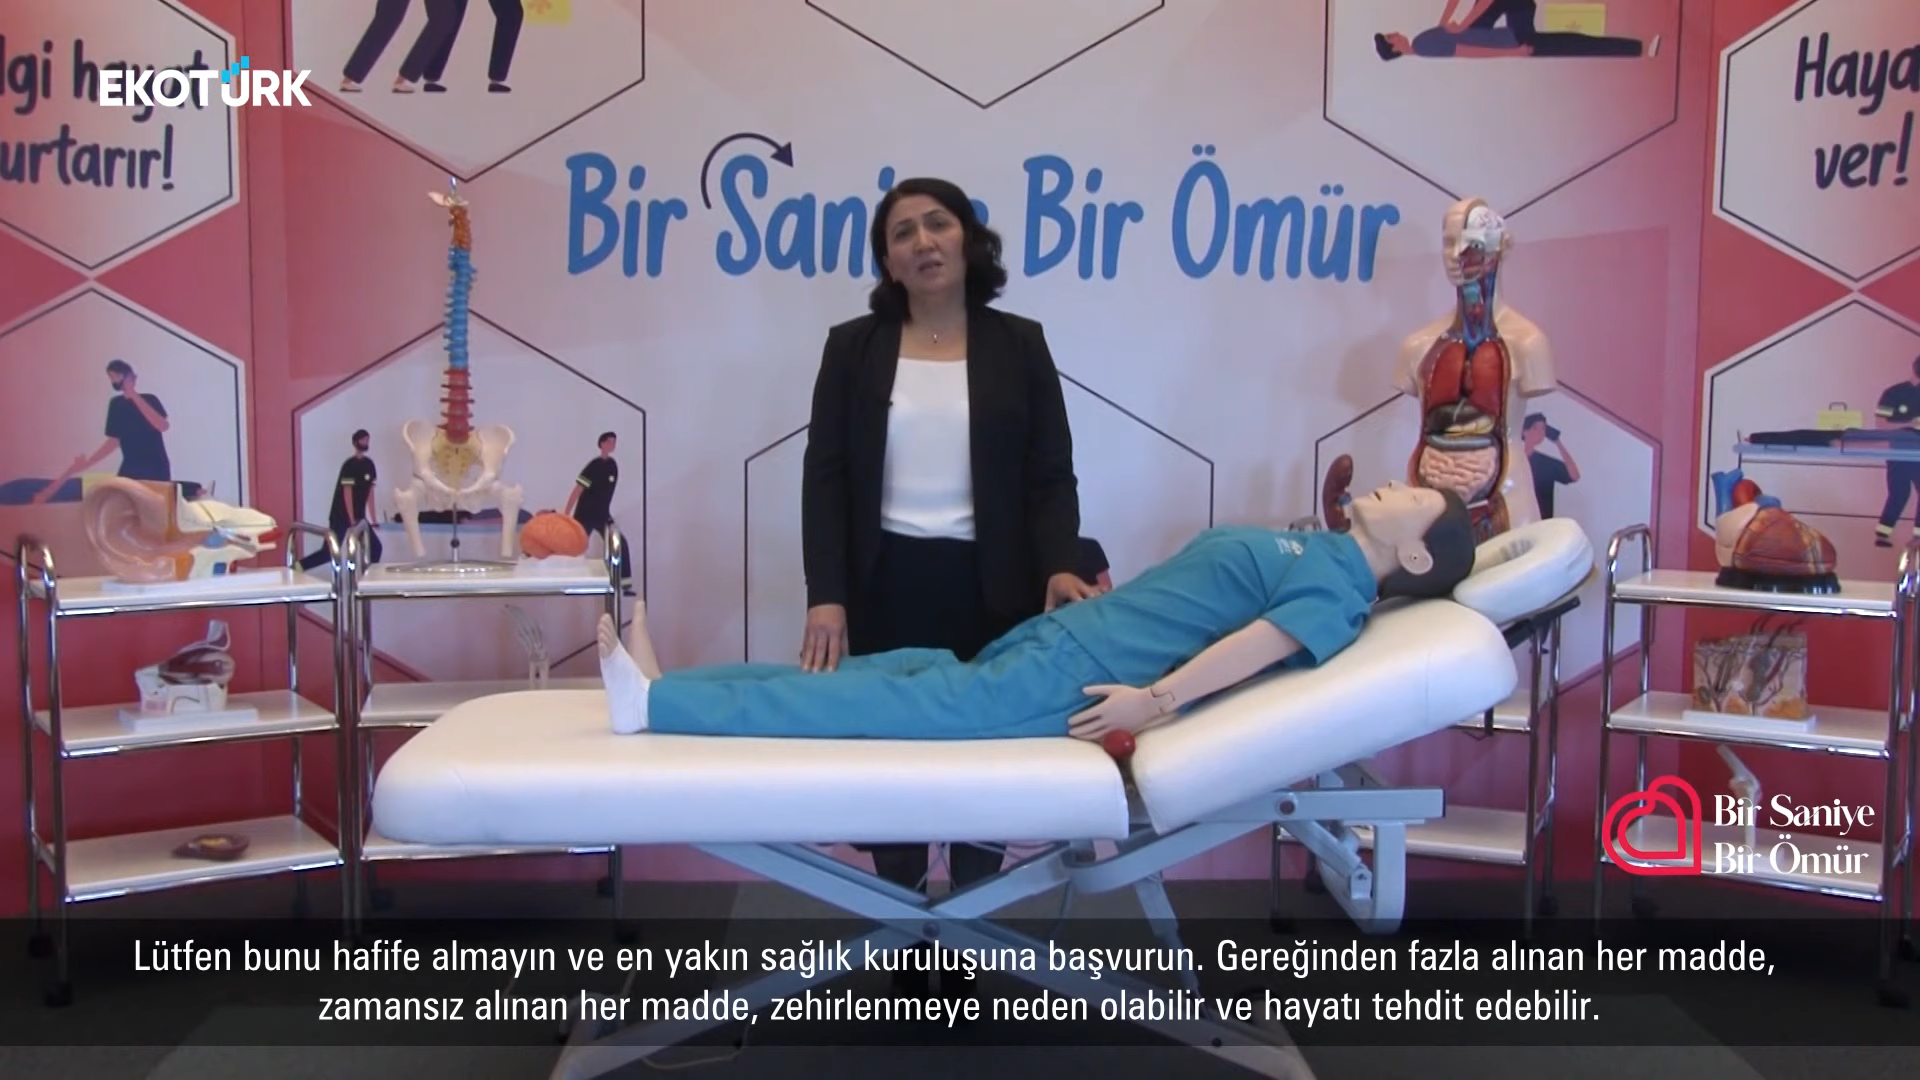 lgi hayat
urtarır!
EKOTÜRK
Bir Saniye Bir Ömür
Haya
ver!
Bir Saniye
Bir Ömür
Lütfen bunu hafife almayın ve en yakın sağlık kuruluşuna başvurun. Gereğinden fazla alınan her madde,
zamansız alınan her madde, zehirlenmeye neden olabilir ve hayatı tehdit edebilir.